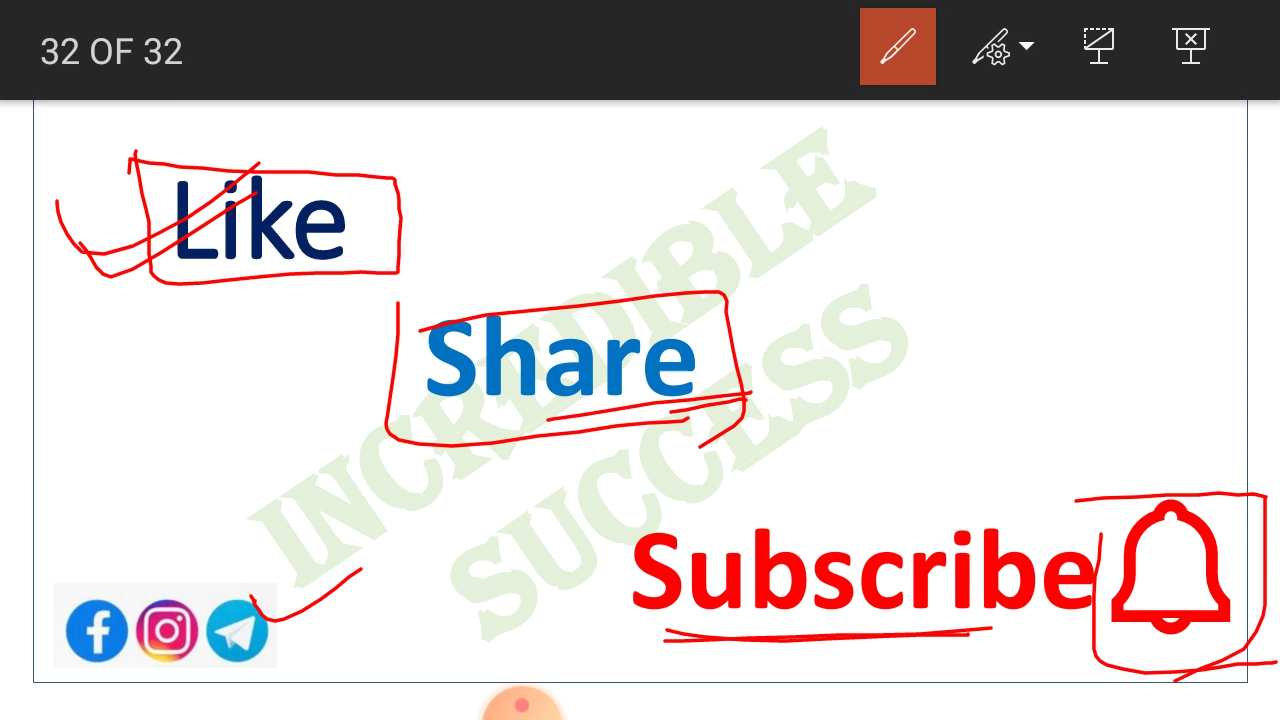 32 OF 32
Like
INCREDIBLE
Share
SUCCESS
Subscribe